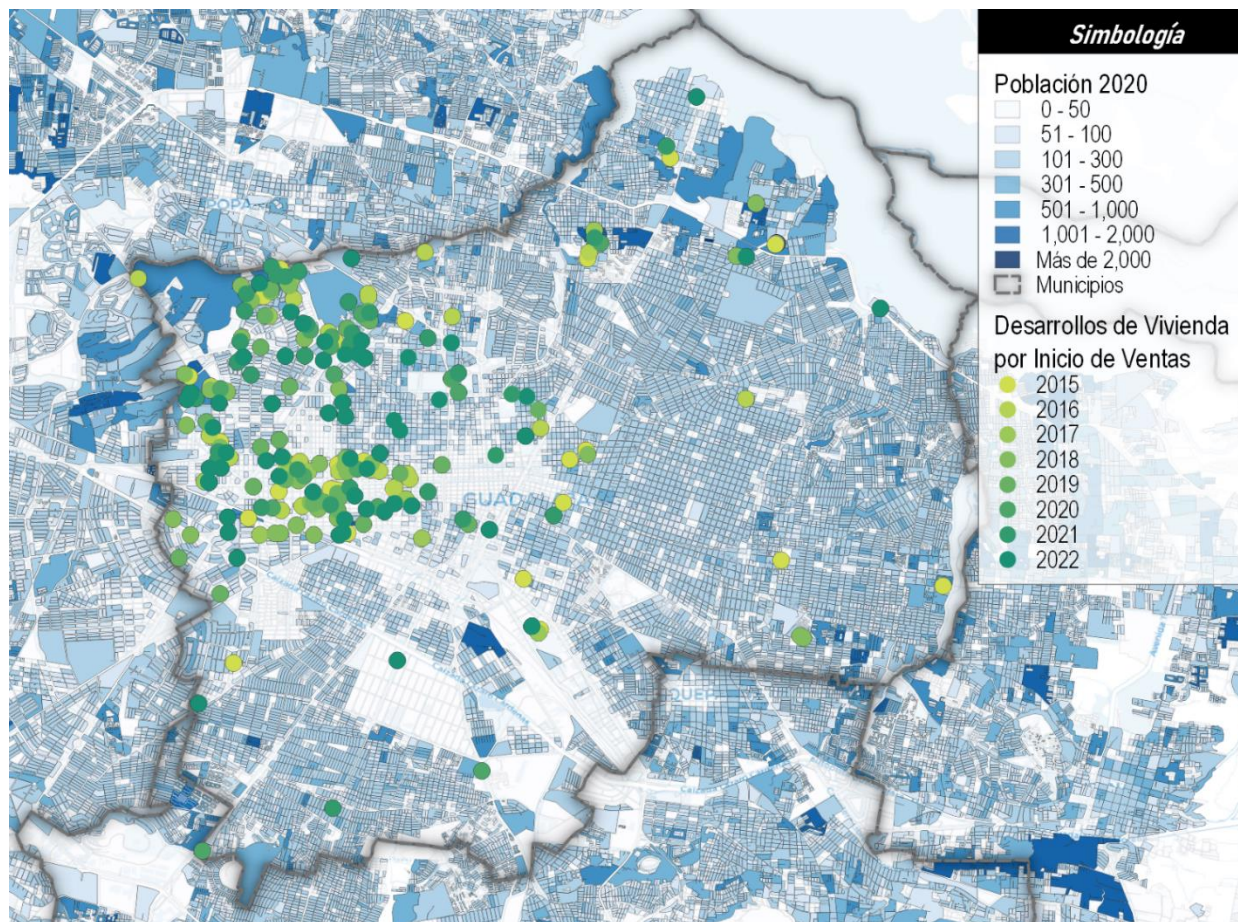 Simbología
Población 2020
0 - 50
51 - 100
101 - 300
301 - 500
501 - 1,000
1,001 - 2,000
Más de 2,000
Municipios
Desarrollos de Vivienda
por Inicio de Ventas
2015
2016
2017
2018
2019
2020
2021
2022